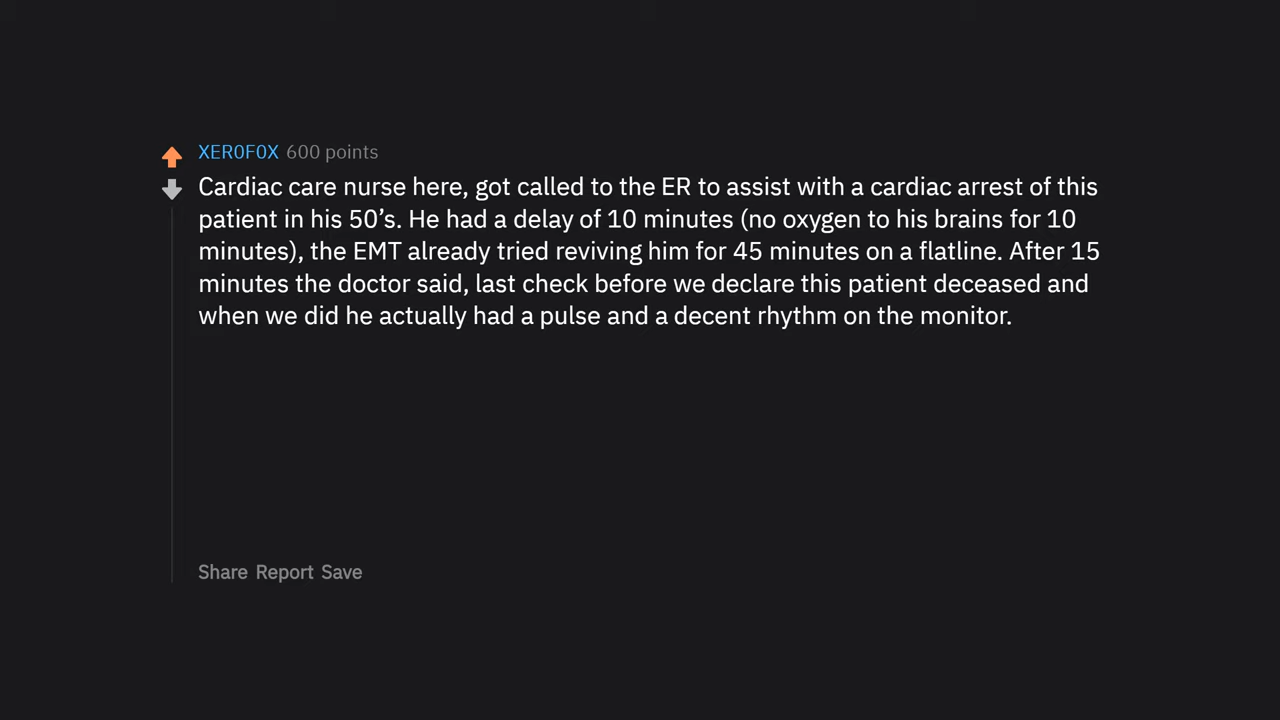 XER0F0X 600 points
Cardiac care nurse here, got called to the ER to assist with a cardiac arrest of this
patient in his 50’s. He had a delay of 10 minutes (no oxygen to his brains for 10
minutes), the EMT already tried reviving him for 45 minutes on a flatline. After 15
minutes the doctor said, last check before we declare this patient deceased and
when we did he actually had a pulse and a decent rhythm on the monitor.
Share Report Save